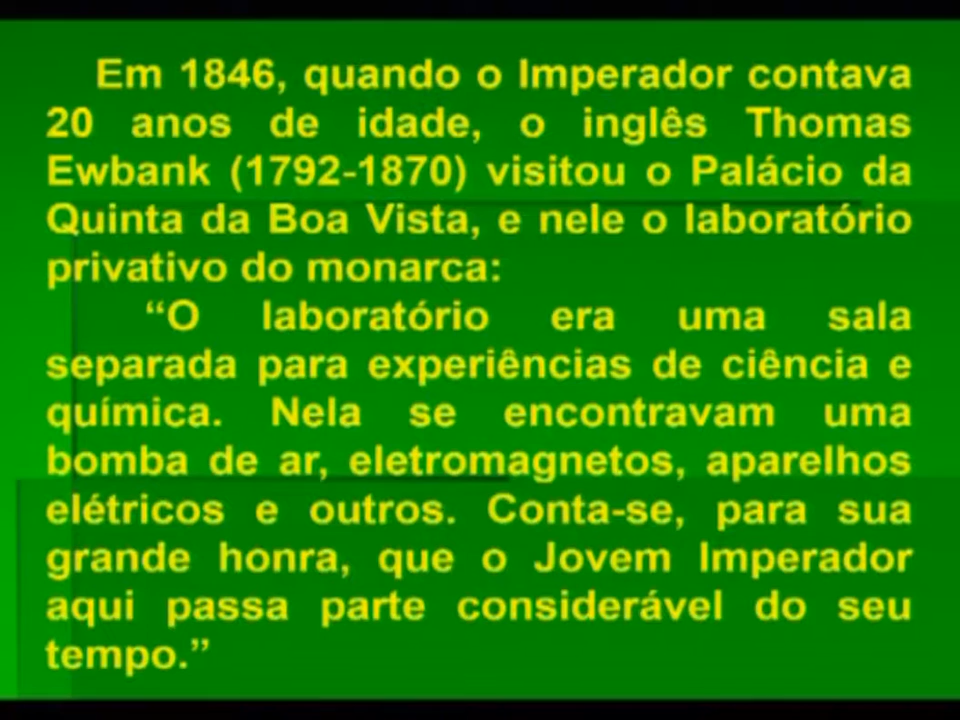 Em 1846, quando o Imperador contava
20 anos de idade, o inglês Thomas
Ewbank (1792-1870) visitou o Palácio da
Quinta da Boa Vista, e nele o laboratório
privativo do monarca:
“O laboratório era uma sala
separada para experiências de ciência e
química. Nela se encontravam uma
bomba de ar, eletromagnetos, aparelhos
elétricos e outros. Conta-se, para sua
grande honra, que o Jovem Imperador
aqui passa parte considerável do seu
tempo.”